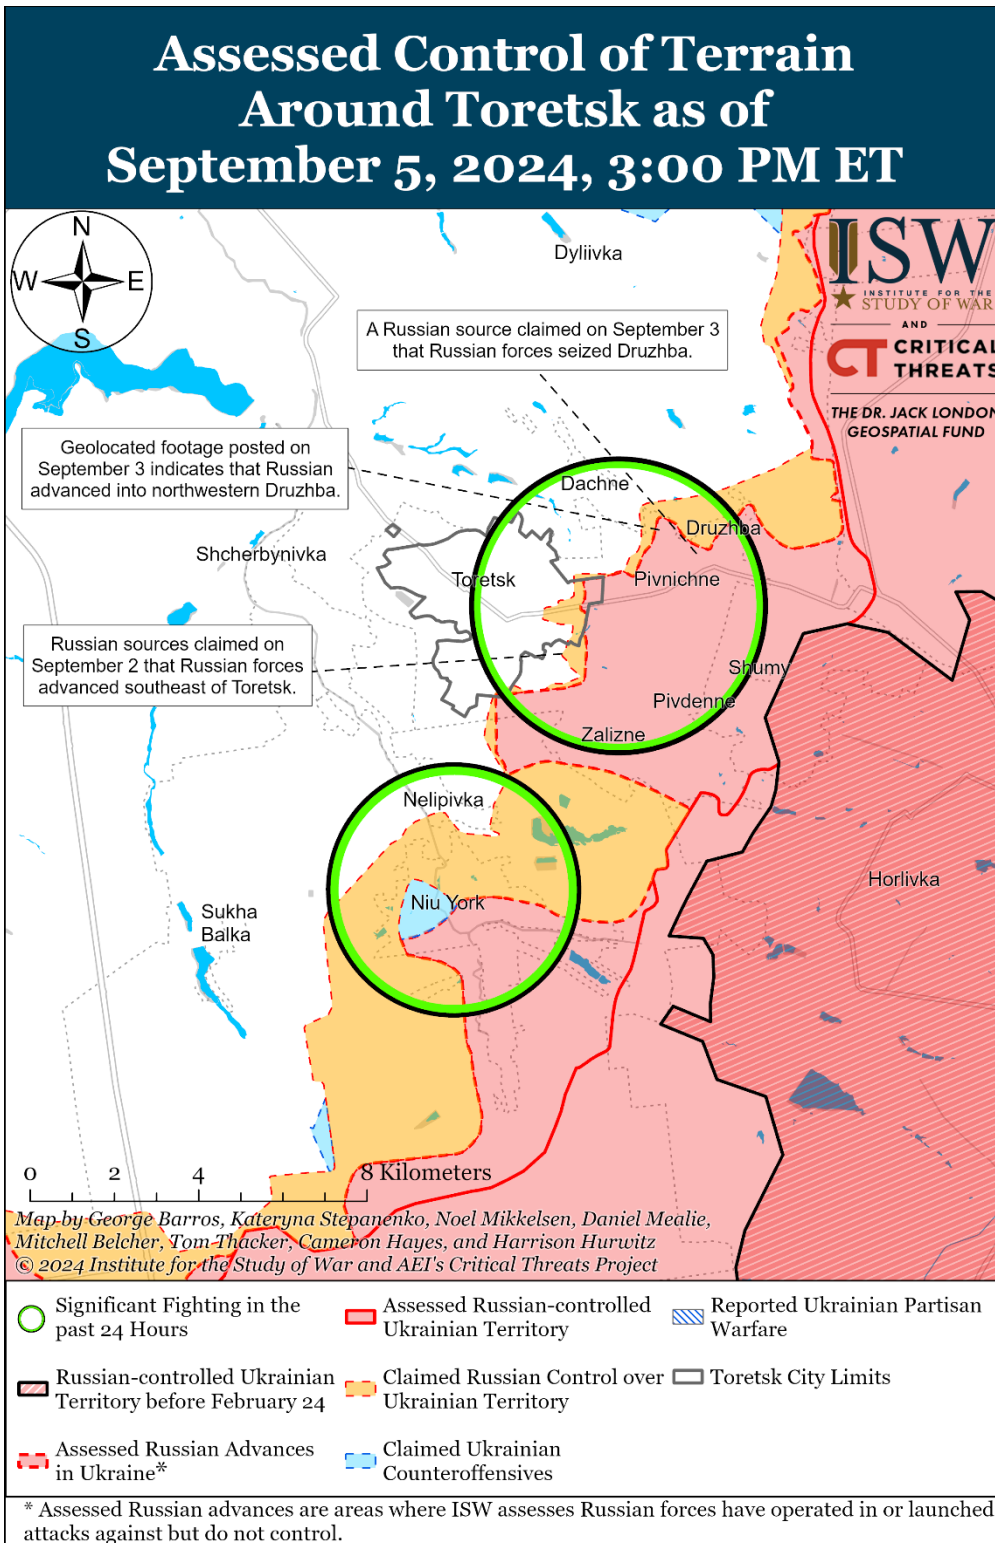 Assessed Control of Terrain
Around Toretsk as of
September 5, 2024, 3:00 PM ET
N
W
E
S
Dyliivka
ISW
INSTITUTE FOR THE
STUDY OF WAR
AND
CT CRITICAL
THREATS
THE DR. JACK LONDON
GEOSPATIAL FUND
A Russian source claimed on September 3
that Russian forces seized Druzhba.
Geolocated footage posted on
September 3 indicates that Russian
advanced into northwestern Druzhba.
Dachne
Druzhba
Shcherbynivka
Toretsk
Pivnichne
Russian sources claimed on
September 2 that Russian forces
advanced southeast of Toretsk.
Shumy
Pivdenne
Zalizne
Nelipivka
Horlivka
Niu York
Sukha
Balka
0 2 4 8 Kilometers
Map by George Barros, Kateryna Stepanenko, Noel Mikkelsen, Daniel Mealie,
Mitchell Belcher, Tom Thacker, Cameron Hayes, and Harrison Hurwitz
© 2024 Institute for the Study of War and AEI's Critical Threats Project
Significant Fighting in the
past 24 Hours
Assessed Russian-controlled
Ukrainian Territory
Reported Ukrainian Partisan
Warfare
Russian-controlled Ukrainian
Territory before February 24
Claimed Russian Control over
Ukrainian Territory
Toretsk City Limits
Assessed Russian Advances
in Ukraine*
Claimed Ukrainian
Counteroffensives
* Assessed Russian advances are areas where ISW assesses Russian forces have operated in or launched
attacks against but do not control.